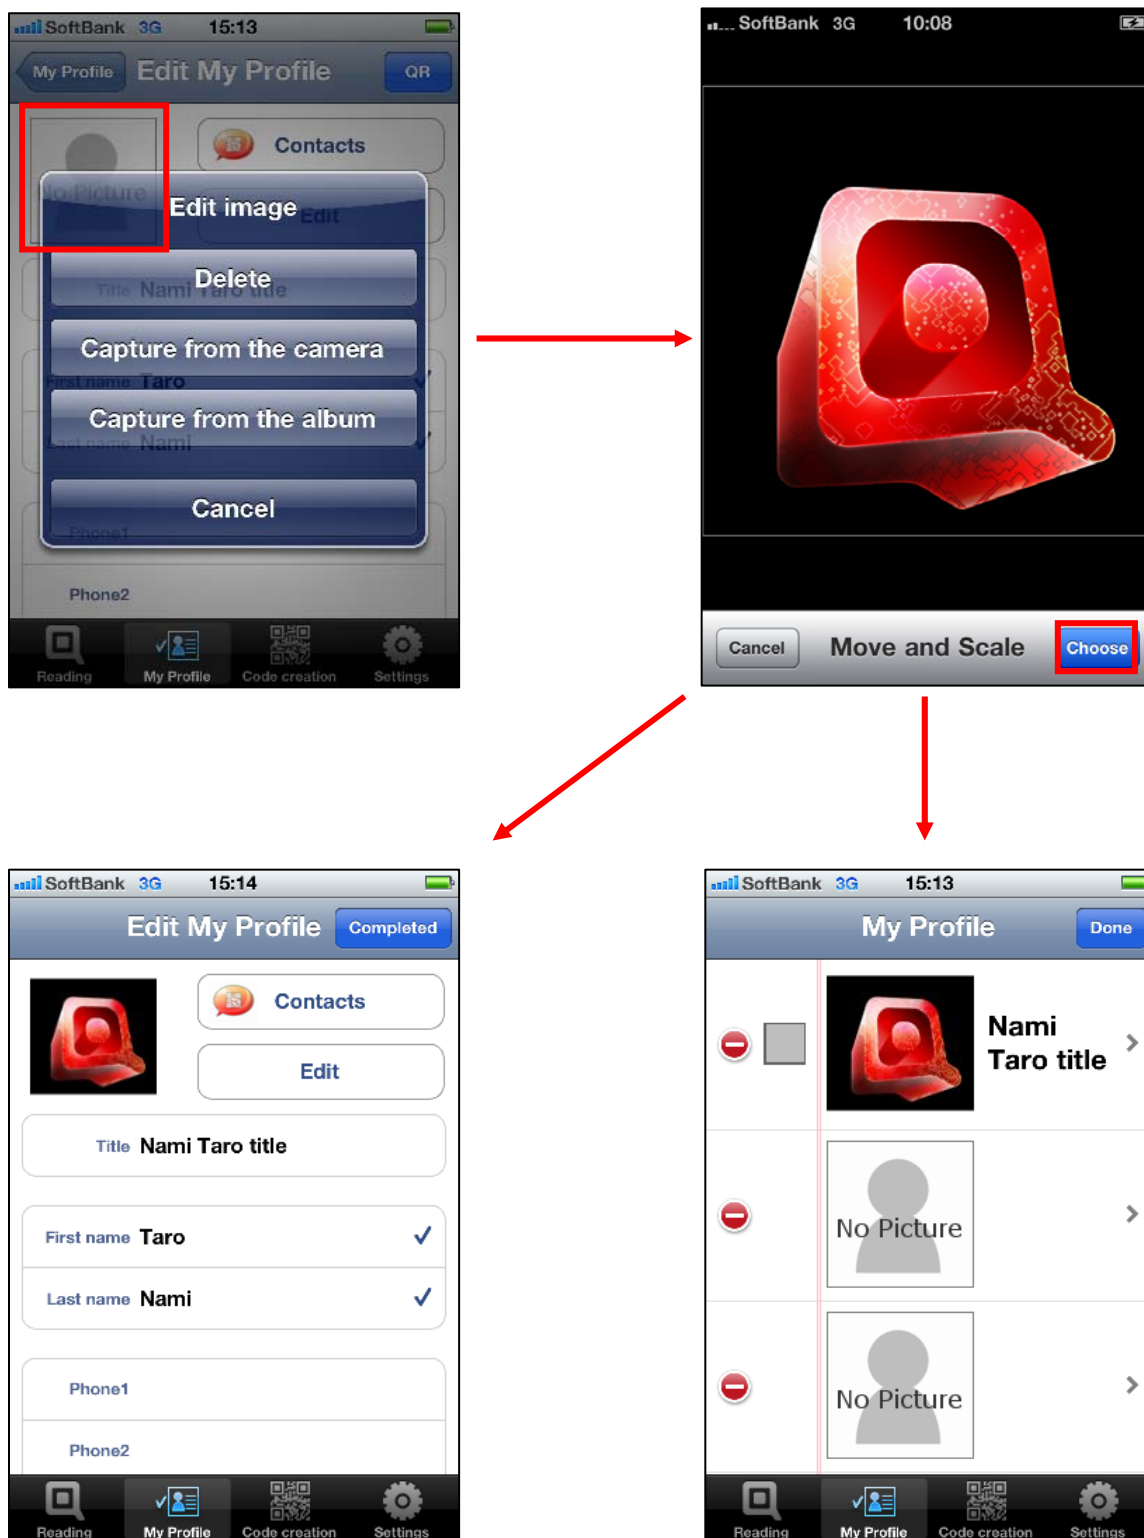 SoftBank 3G 15:13
My Profile Edit My Profile QR
Contacts
No Picture
Edit
Edit image
Delete
Title Nami Taro title
Capture from the camera
First name Taro
Capture from the album
Last name Nami
Cancel
Phone1
Phone2
Reading My Profile Code creation Settings
SoftBank 3G 10:08
Cancel Move and Scale Choose
SoftBank 3G 15:14
Edit My Profile Completed
Contacts
Edit
Title Nami Taro title
First name Taro
Last name Nami
Phone1
Phone2
Reading My Profile Code creation Settings
SoftBank 3G 15:13
My Profile Done
Nami
Taro title
No Picture
No Picture
Reading My Profile Code creation Settings